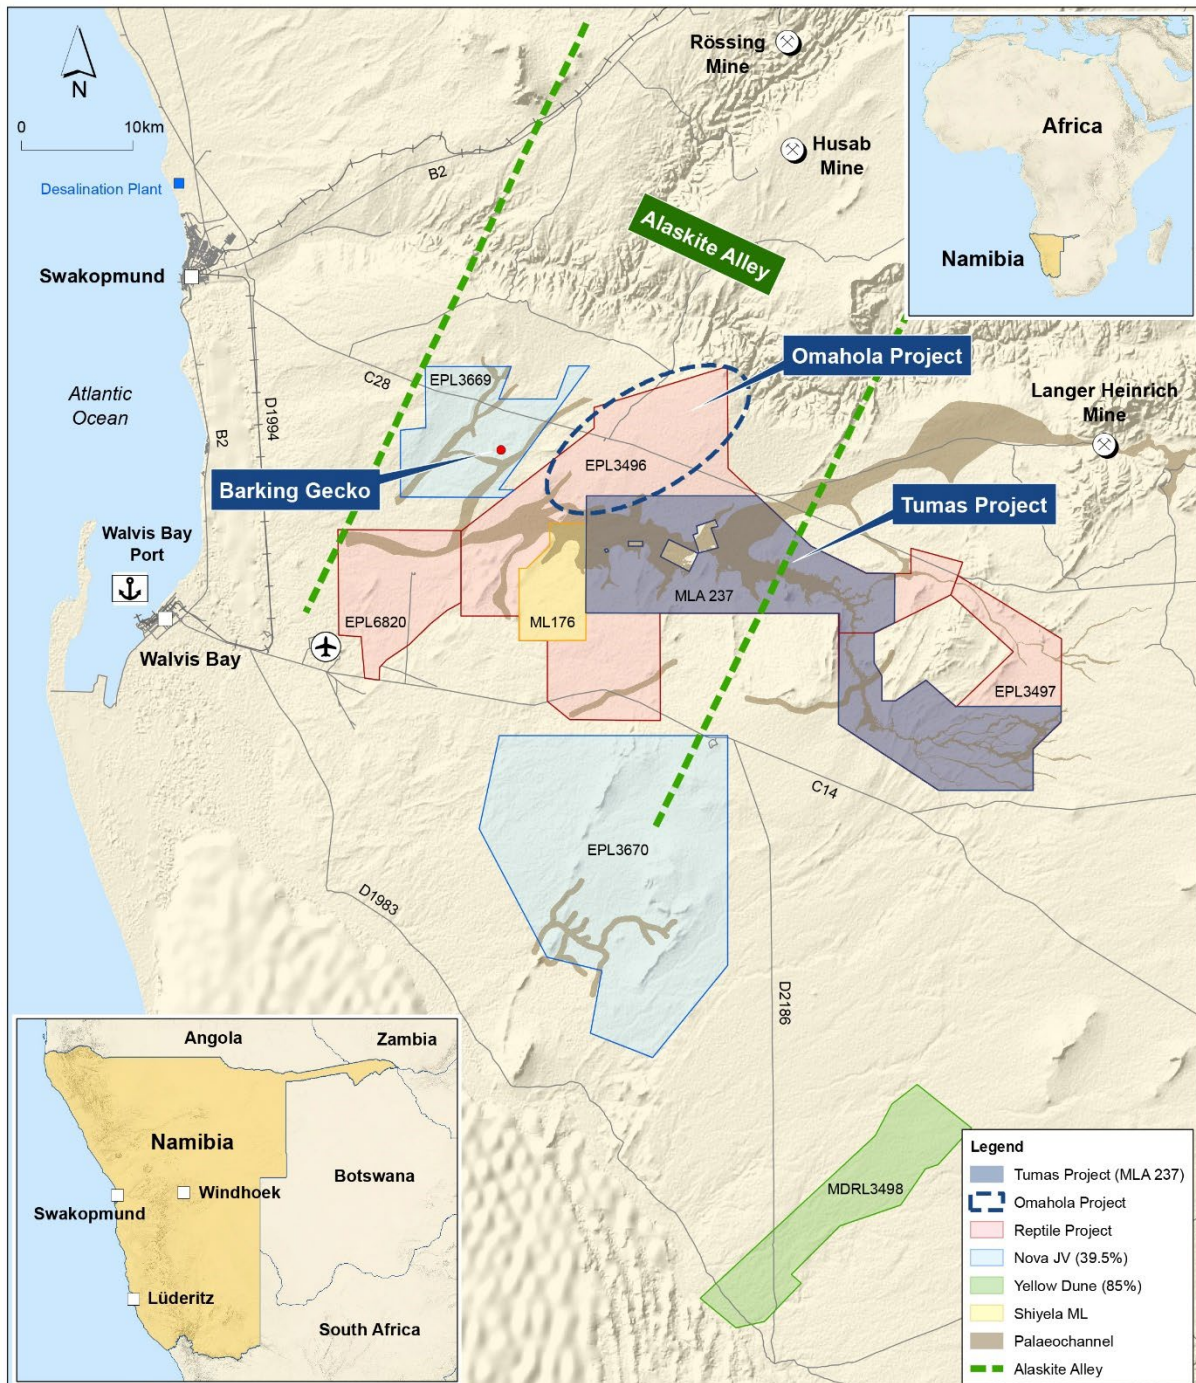 Rössing
Mine
N
0
10km
Africa
Husab
Mine
B2
Desalination Plant
Alaskite Alley
Swakopmund
Namibia
Omahola Project
C28
EPL3669
Atlantic
Ocean
D1994
B2
Langer Heinrich
Mine
EPL3496
Barking Gecko
Tumas Project
Walvis Bay
Port
MLA 237
EPL6820
ML176
Walvis Bay
EPL3497
C14
EPL3670
D1983
D2186
Angola
Zambia
Namibia
Botswana
Windhoek
Swakopmund
Lüderitz
South Africa
MDRL3498
Legend
Tumas Project (MLA 237)
Omahola Project
Reptile Project
Nova JV (39.5%)
Yellow Dune (85%)
Shiyela ML
Palaeochannel
Alaskite Alley